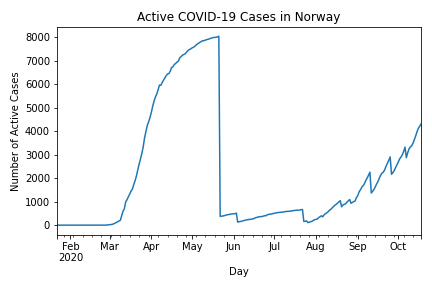 Active COVID-19 Cases in Norway
Number of Active Cases
8000
7000
6000
5000
4000
3000
2000
1000
0
Feb Mar Apr May Jun Jul Aug Sep Oct
2020
Day